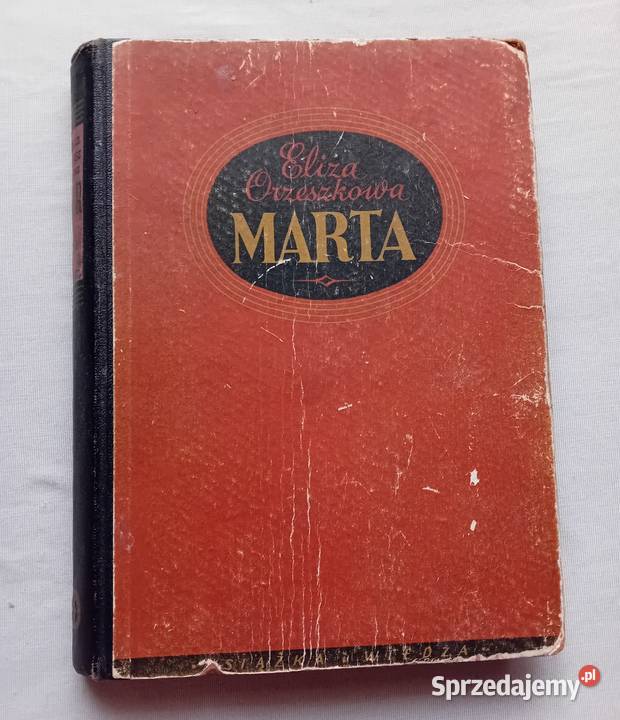 Eliza
Orzeszkowa
MARTA
KSIĄŻKA i WIEDZA
Sprzedajemy.pl